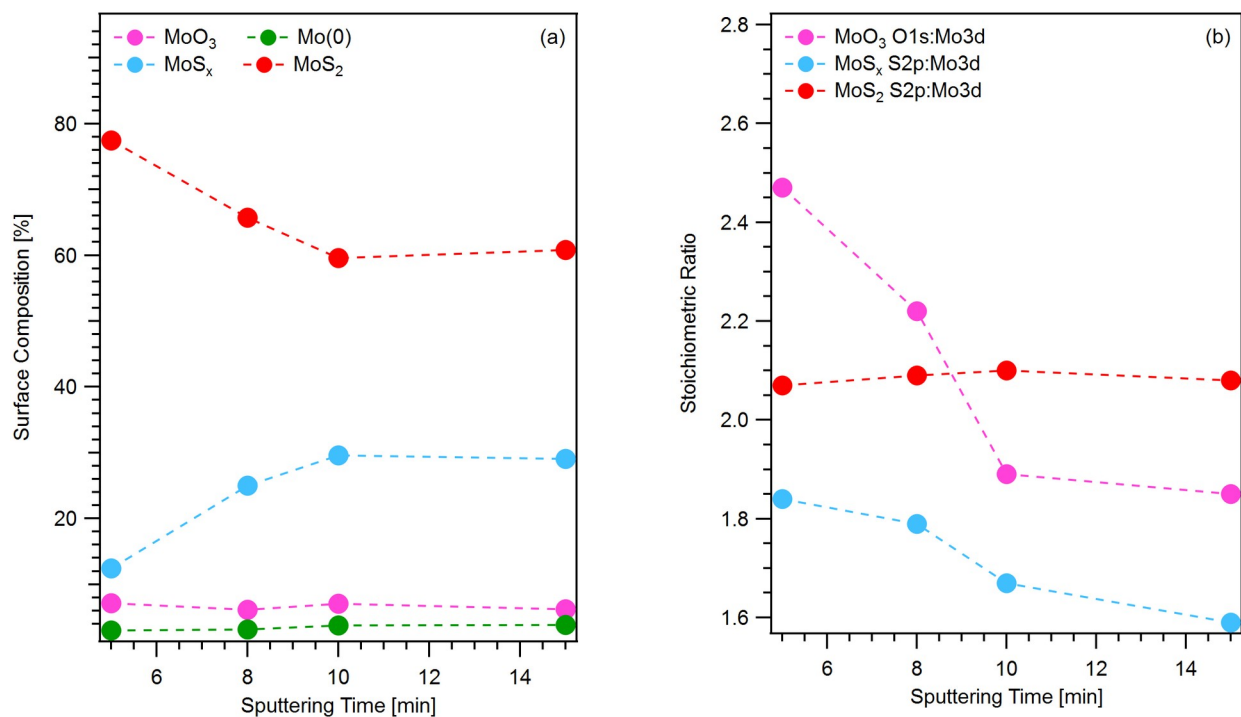 MoO₃ Mo(0) (a)
MoSₓ MoS₂
80
60
40
20
Surface Composition [%]
6 8 10 12 14
Sputtering Time [min]
(b)
MoO₃ O1s:Mo3d
MoSₓ S2p:Mo3d
MoS₂ S2p:Mo3d
2.8
2.6
2.4
2.2
2.0
1.8
1.6
Stoichiometric Ratio
6 8 10 12 14
Sputtering Time [min]